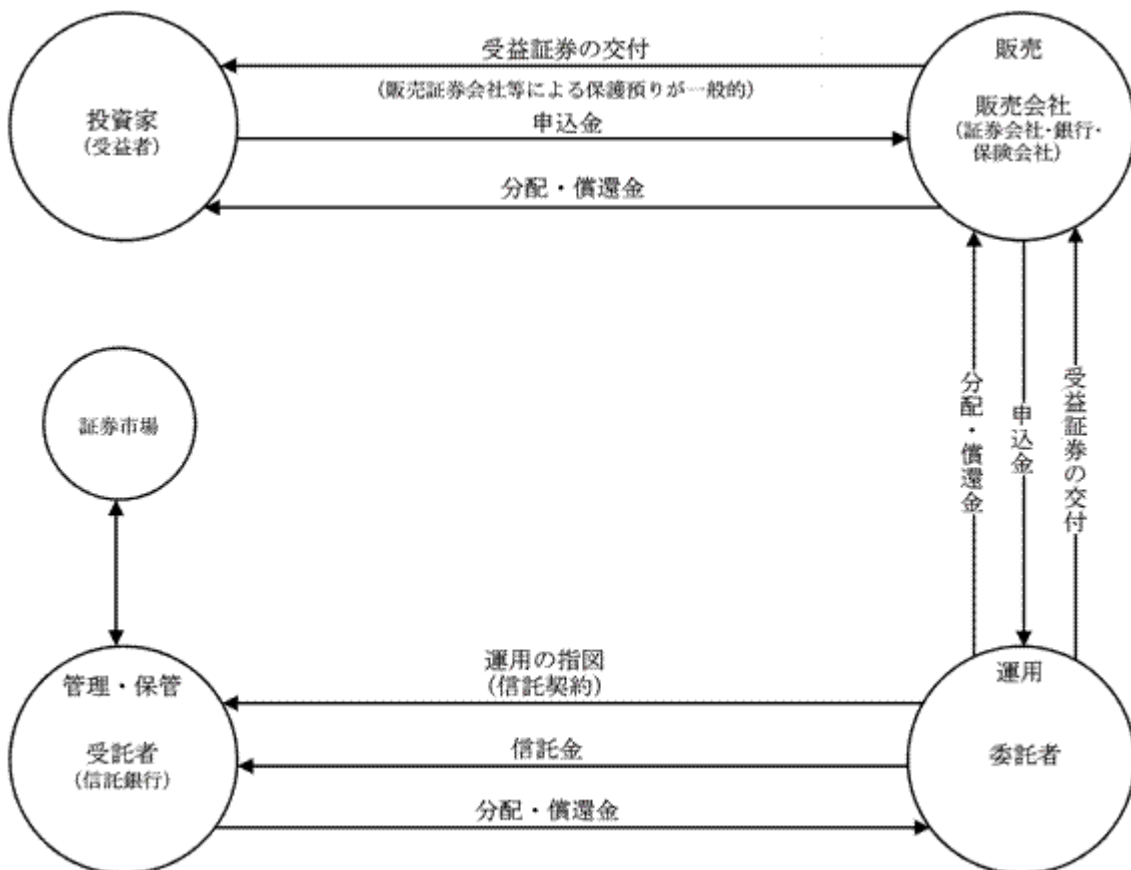 受益証券の交付
(販売証券会社等による保護預りが一般的)
申込金
分配・償還金
投資家
(受益者)
販売
販売会社
(証券会社・銀行・
保険会社)
証券市場
分配・償還金
申込金
受益証券の交付
管理・保管
受託者
(信託銀行)
運用の指図
(信託契約)
信託金
分配・償還金
運用
委託者